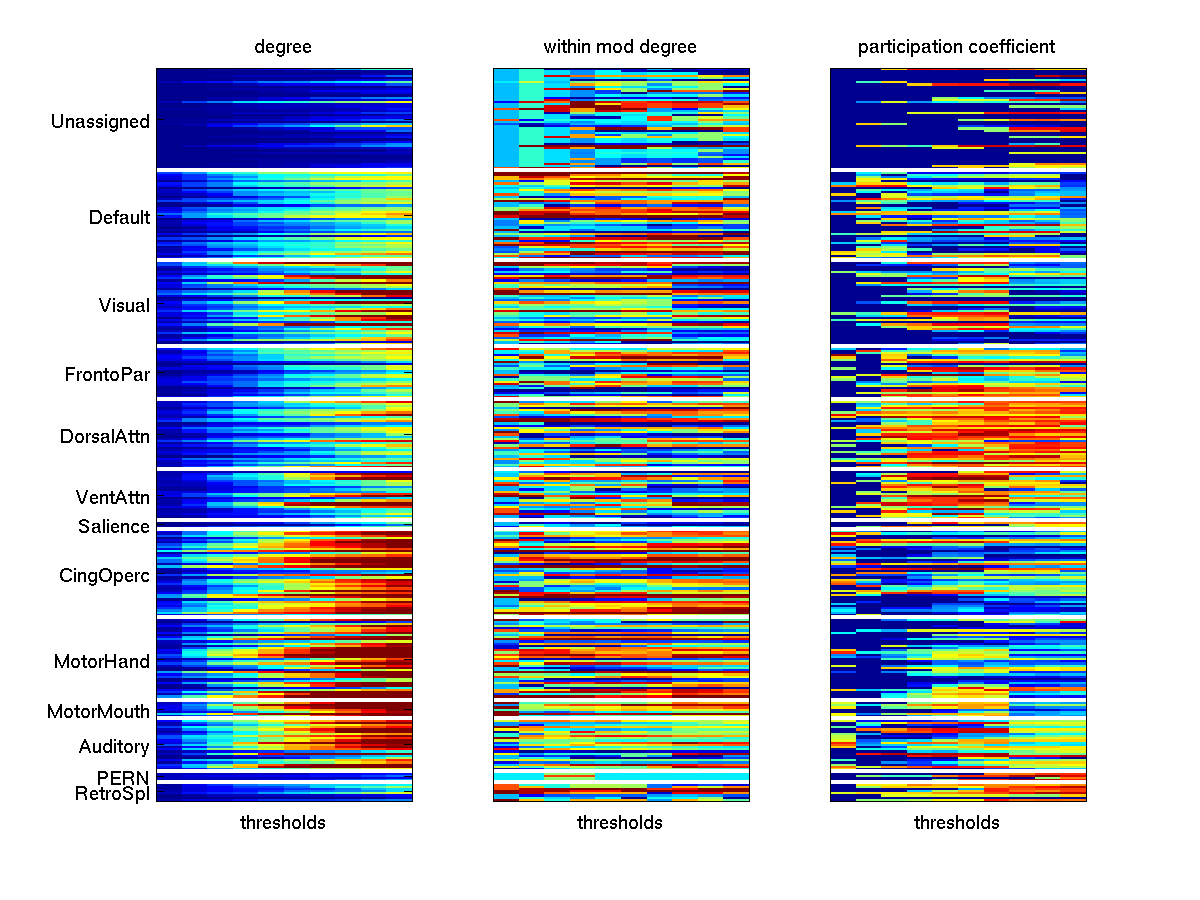 degree
within mod degree
participation coefficient
Unassigned
Default
Visual
FrontoPar
DorsalAttn
VentAttn
Salience
CingOperc
MotorHand
MotorMouth
Auditory
PERN
RetroSpl
thresholds
thresholds
thresholds